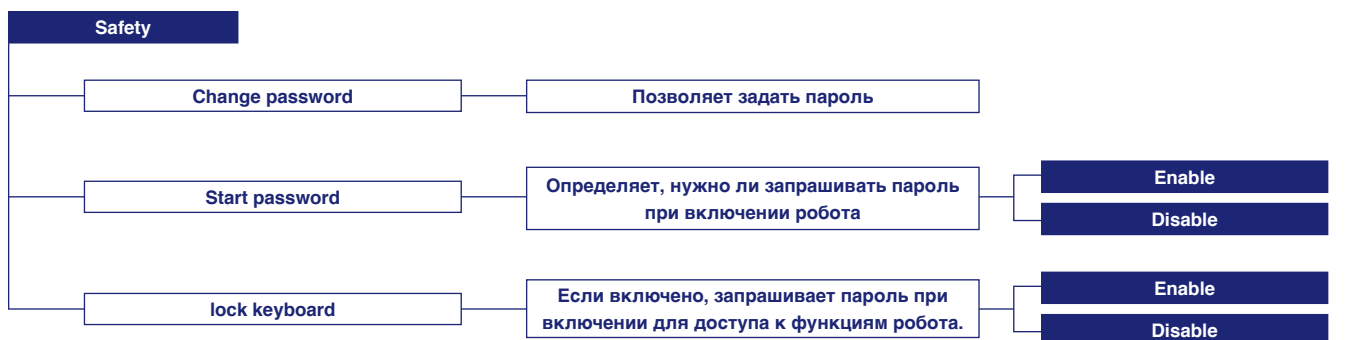 Safety
Change password
Позволяет задать пароль
Start password
Определяет, нужно ли запрашивать пароль
при включении робота
Enable
Disable
lock keyboard
Если включено, запрашивает пароль при
включении для доступа к функциям робота.
Enable
Disable